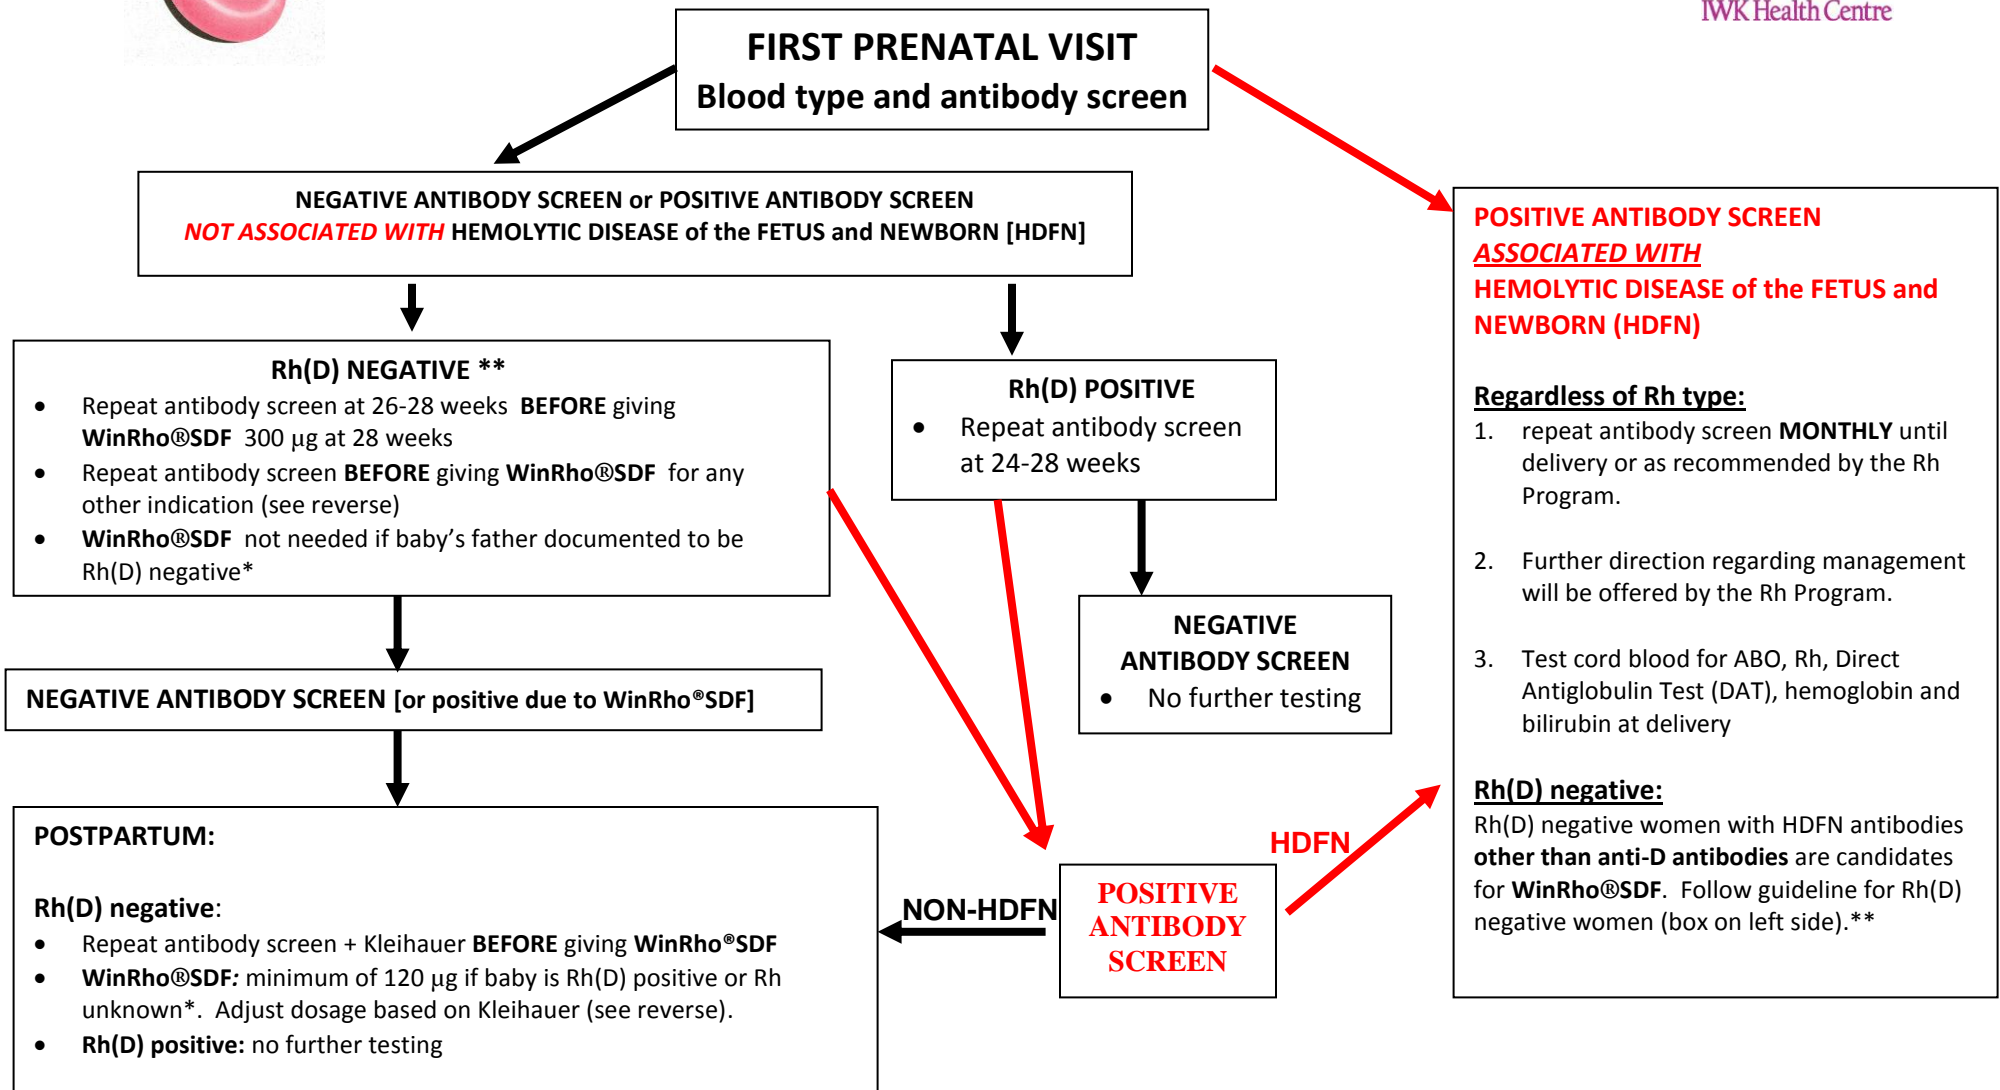 IWK Health Centre
FIRST PRENATAL VISIT
Blood type and antibody screen
NEGATIVE ANTIBODY SCREEN or POSITIVE ANTIBODY SCREEN
NOT ASSOCIATED WITH HEMOLYTIC DISEASE of the FETUS and NEWBORN [HDFN]
Rh(D) NEGATIVE **
• Repeat antibody screen at 26-28 weeks BEFORE giving
WinRho®SDF 300 µg at 28 weeks
• Repeat antibody screen BEFORE giving WinRho®SDF for any
other indication (see reverse)
• WinRho®SDF not needed if baby's father documented to be
Rh(D) negative*
Rh(D) POSITIVE
• Repeat antibody screen
at 24-28 weeks
NEGATIVE
ANTIBODY SCREEN
• No further testing
NEGATIVE ANTIBODY SCREEN [or positive due to WinRho®SDF]
POSTPARTUM:
Rh(D) negative:
• Repeat antibody screen + Kleihauer BEFORE giving WinRho®SDF
• WinRho®SDF: minimum of 120 µg if baby is Rh(D) positive or Rh
unknown*. Adjust dosage based on Kleihauer (see reverse).
• Rh(D) positive: no further testing
NON-HDFN
POSITIVE
ANTIBODY
SCREEN
HDFN
POSITIVE ANTIBODY SCREEN
ASSOCIATED WITH
HEMOLYTIC DISEASE of the FETUS and
NEWBORN (HDFN)
Regardless of Rh type:
1. repeat antibody screen MONTHLY until
delivery or as recommended by the Rh
Program.
2. Further direction regarding management
will be offered by the Rh Program.
3. Test cord blood for ABO, Rh, Direct
Antiglobulin Test (DAT), hemoglobin and
bilirubin at delivery
Rh(D) negative:
Rh(D) negative women with HDFN antibodies
other than anti-D antibodies are candidates
for WinRho®SDF. Follow guideline for Rh(D)
negative women (box on left side).**